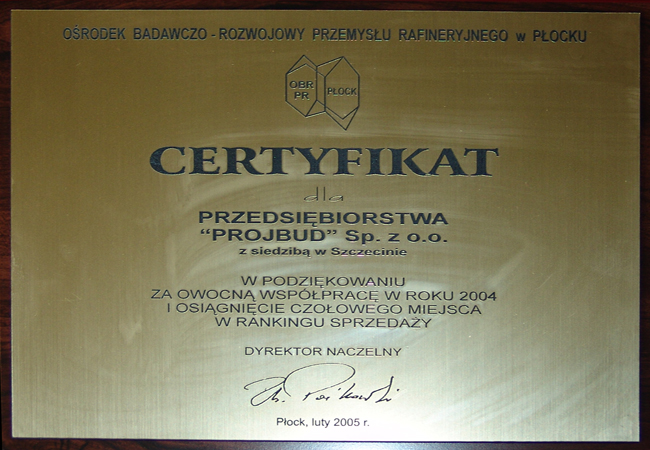 OŚRODEK BADAWCZO - ROZWOJOWY PRZEMYSŁU RAFINERYJNEGO w PŁOCKU
OBR PŁOCK
PR
CERTYFIKAT
dla
PRZEDSIĘBIORSTWA
“PROJBUD” Sp. z o.o.
z siedzibą w Szczecinie
W PODZIĘKOWANIU
ZA OWOCNĄ WSPÓŁPRACĘ W ROKU 2004
I OSIĄGNIĘCIE CZOŁOWEGO MIEJSCA
W RANKINGU SPRZEDAŻY
DYREKTOR NACZELNY
Płock, luty 2005 r.